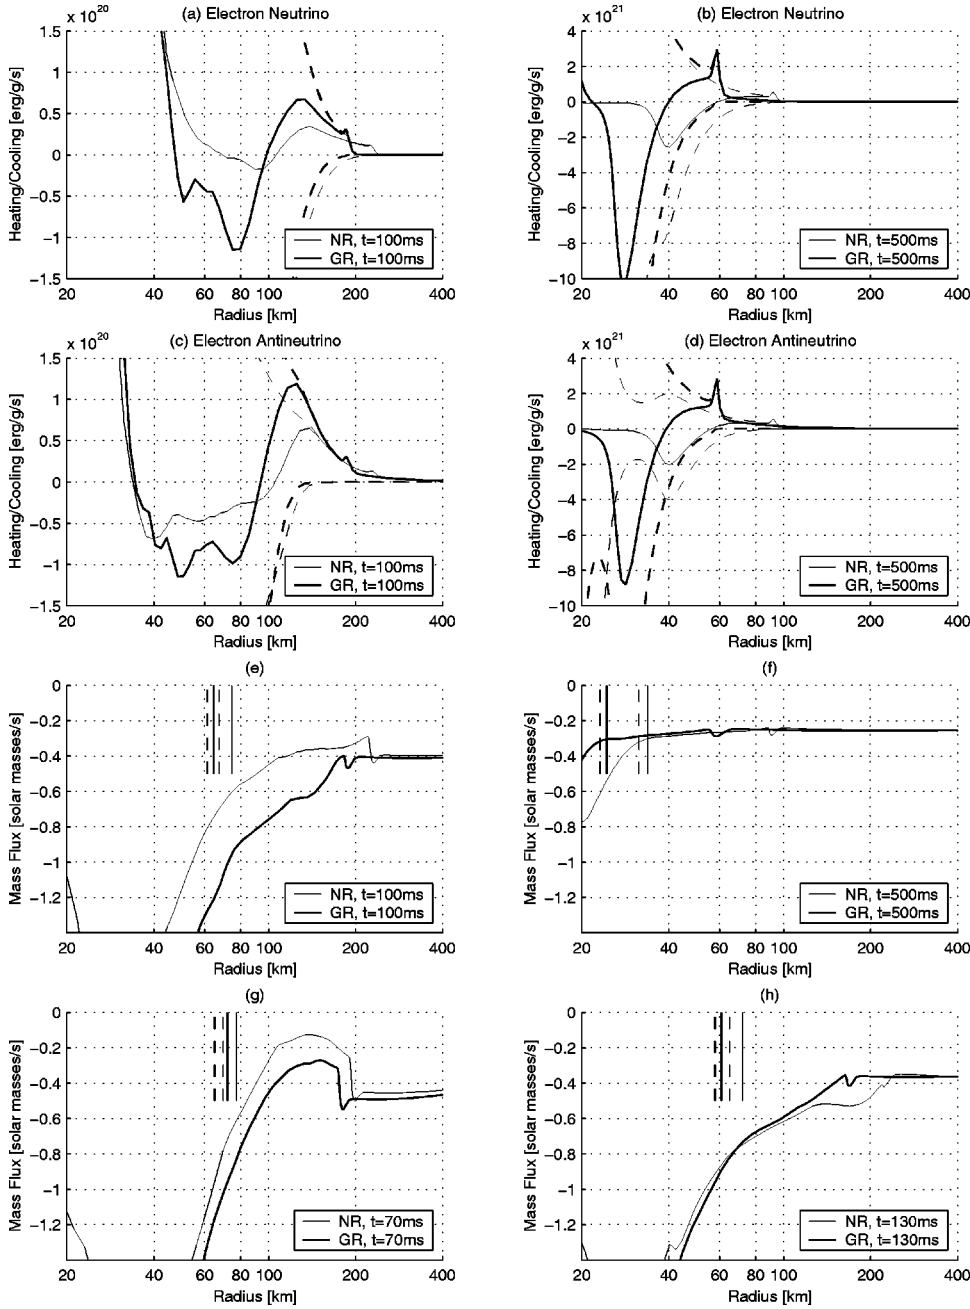 (a) Electron Neutrino
x 10^20
Heating/Cooling [erg/g/s]
1.5
1
0.5
0
−0.5
−1
−1.5
NR, t=100ms
GR, t=100ms
20 40 60 80 100 200 400
Radius [km]
(b) Electron Neutrino
x 10^21
Heating/Cooling [erg/g/s]
4
2
0
−2
−4
−6
−8
−10
NR, t=500ms
GR, t=500ms
20 40 60 80 100 200 400
Radius [km]
(c) Electron Antineutrino
x 10^20
Heating/Cooling [erg/g/s]
1.5
1
0.5
0
−0.5
−1
−1.5
NR, t=100ms
GR, t=100ms
20 40 60 80 100 200 400
Radius [km]
(d) Electron Antineutrino
x 10^21
Heating/Cooling [erg/g/s]
4
2
0
−2
−4
−6
−8
−10
NR, t=500ms
GR, t=500ms
20 40 60 80 100 200 400
Radius [km]
(e)
Mass Flux [solar masses/s]
0
−0.2
−0.4
−0.6
−0.8
−1
−1.2
NR, t=100ms
GR, t=100ms
20 40 60 80 100 200 400
Radius [km]
(f)
Mass Flux [solar masses/s]
0
−0.2
−0.4
−0.6
−0.8
−1
−1.2
NR, t=500ms
GR, t=500ms
20 40 60 80 100 200 400
Radius [km]
(g)
Mass Flux [solar masses/s]
0
−0.2
−0.4
−0.6
−0.8
−1
−1.2
NR, t=70ms
GR, t=70ms
20 40 60 80 100 200 400
Radius [km]
(h)
Mass Flux [solar masses/s]
0
−0.2
−0.4
−0.6
−0.8
−1
−1.2
NR, t=130ms
GR, t=130ms
20 40 60 80 100 200 400
Radius [km]